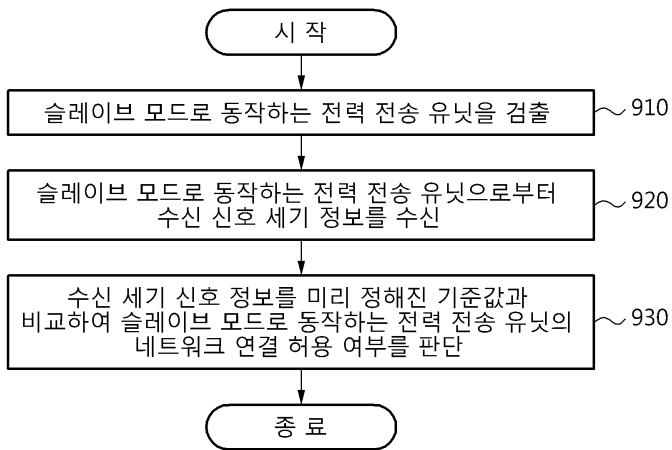 시 작
슬레이브 모드로 동작하는 전력 전송 유닛을 검출
910
슬레이브 모드로 동작하는 전력 전송 유닛으로부터
수신 신호 세기 정보를 수신
920
수신 세기 신호 정보를 미리 정해진 기준값과
비교하여 슬레이브 모드로 동작하는 전력 전송 유닛의
네트워크 연결 허용 여부를 판단
930
종 료